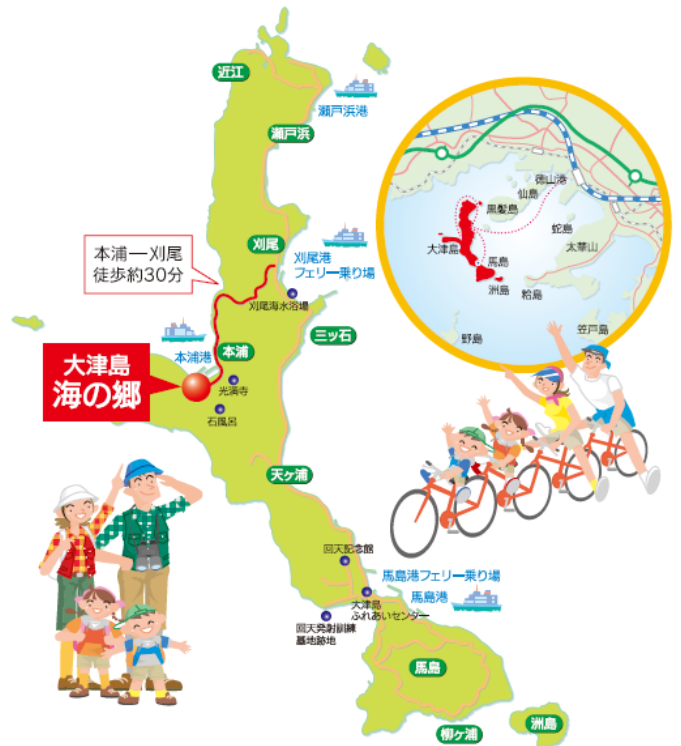 近江
瀬戸浜港
瀬戸浜
刈尾
刈尾港
フェリー乗り場
本浦ー刈尾
徒歩約30分
刈尾海水浴場
三ッ石
本浦港
本浦
大津島
海の郷
光満寺
石風呂
天ヶ浦
回天記念館
馬島港フェリー乗り場
馬島港
大津島
ふれあいセンター
回天発射訓練
基地跡地
馬島
柳ヶ浦
洲島
徳山港
仙島
黒髪島
蛇島
大津島
太華山
馬島
洲島
粭島
野島
笠戸島